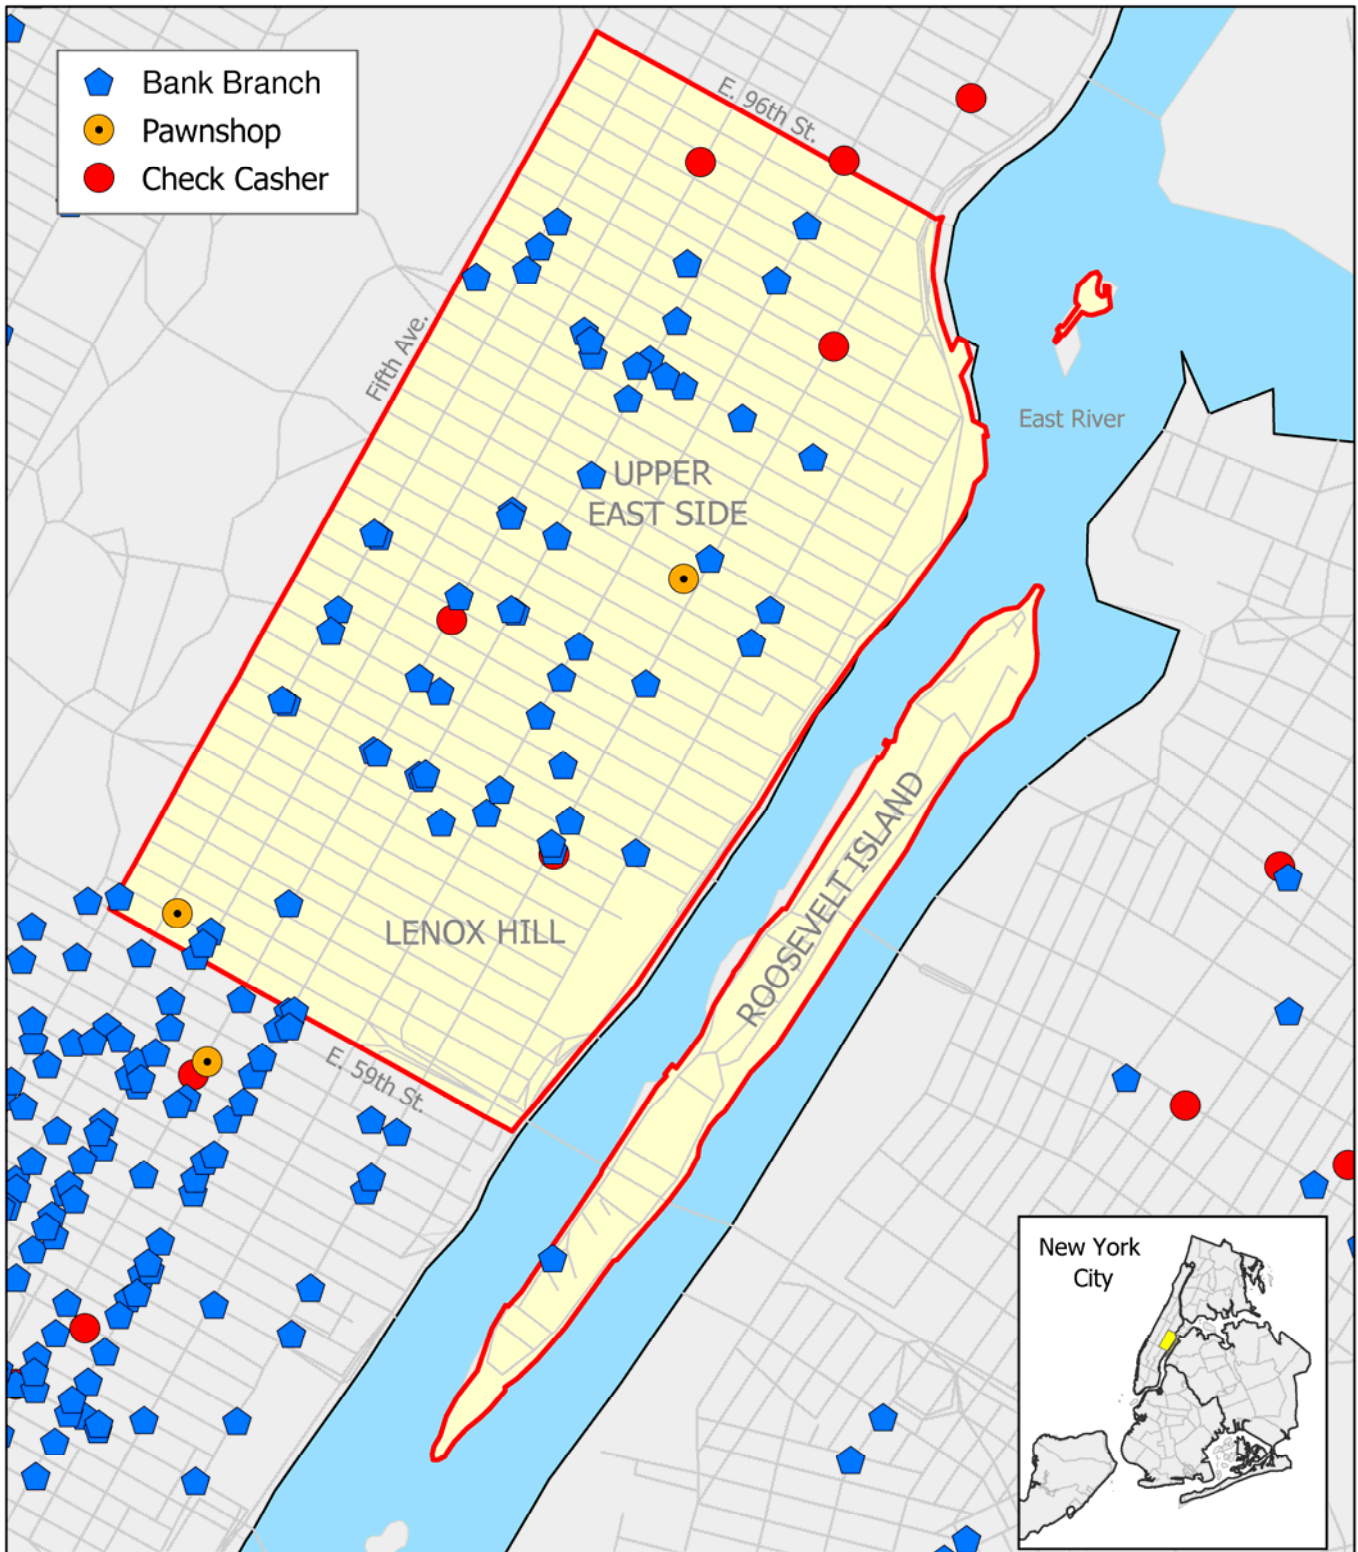 Bank Branch
Pawnshop
Check Casher
E. 96th St.
Fifth Ave.
East River
UPPER
EAST SIDE
ROOSEVELT ISLAND
LENOX HILL
E. 59th St.
New York
City